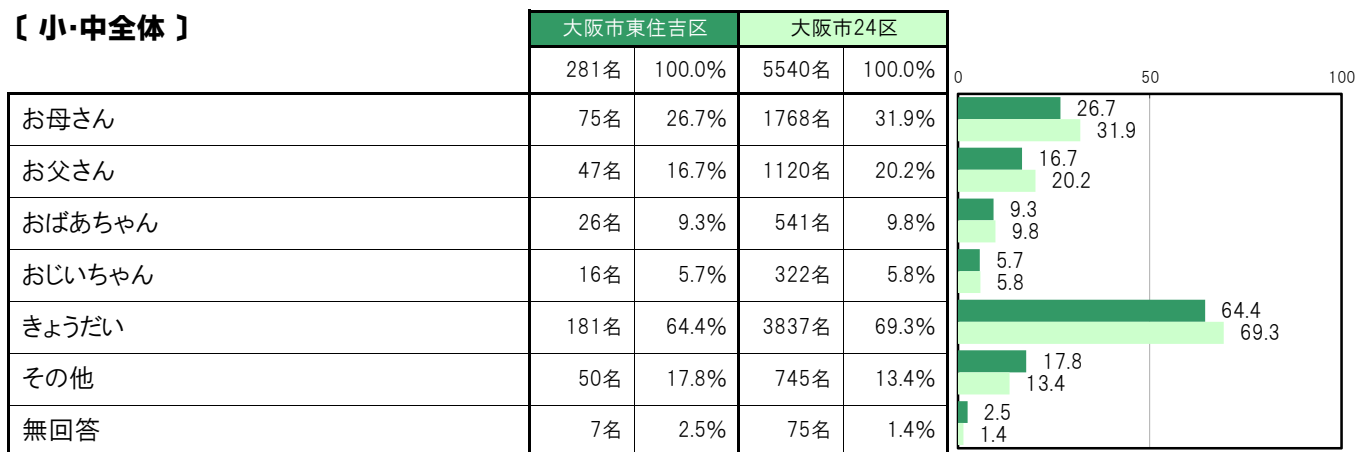 〔 小・中全体 〕
大阪市東住吉区 大阪市24区
281名 100.0% 5540名 100.0%
0 50 100
お母さん 75名 26.7% 1768名 31.9% 26.7
31.9
お父さん 47名 16.7% 1120名 20.2% 16.7
20.2
おばあちゃん 26名 9.3% 541名 9.8% 9.3
9.8
おじいちゃん 16名 5.7% 322名 5.8% 5.7
5.8
きょうだい 181名 64.4% 3837名 69.3% 64.4
69.3
その他 50名 17.8% 745名 13.4% 17.8
13.4
無回答 7名 2.5% 75名 1.4% 2.5
1.4